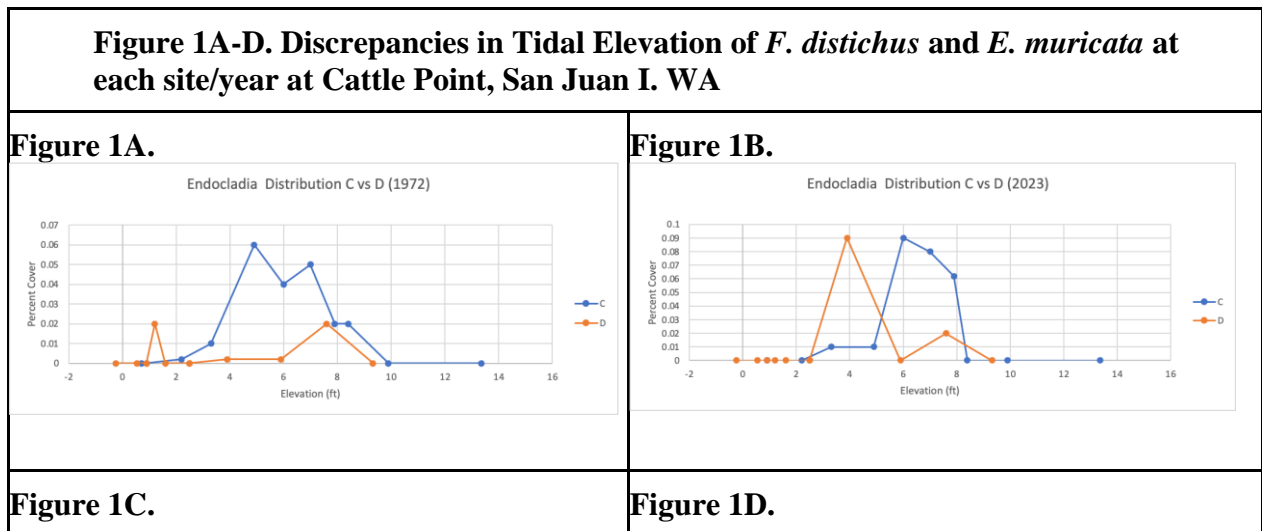 Figure 1A-D. Discrepancies in Tidal Elevation of F. distichus and E. muricata at
each site/year at Cattle Point, San Juan I. WA
Figure 1A.
Endocladia Distribution C vs D (1972)
0.07
0.06
0.05
0.04
0.03
0.02
0.01
0
Percent Cover
-2 0 2 4 6 8 10 12 14 16
Elevation (ft)
C
D
Figure 1B.
Endocladia Distribution C vs D (2023)
0.1
0.09
0.08
0.07
0.06
0.05
0.04
0.03
0.02
0.01
0
Percent Cover
-2 0 2 4 6 8 10 12 14 16
Elevation (ft)
C
D
Figure 1C.
Figure 1D.